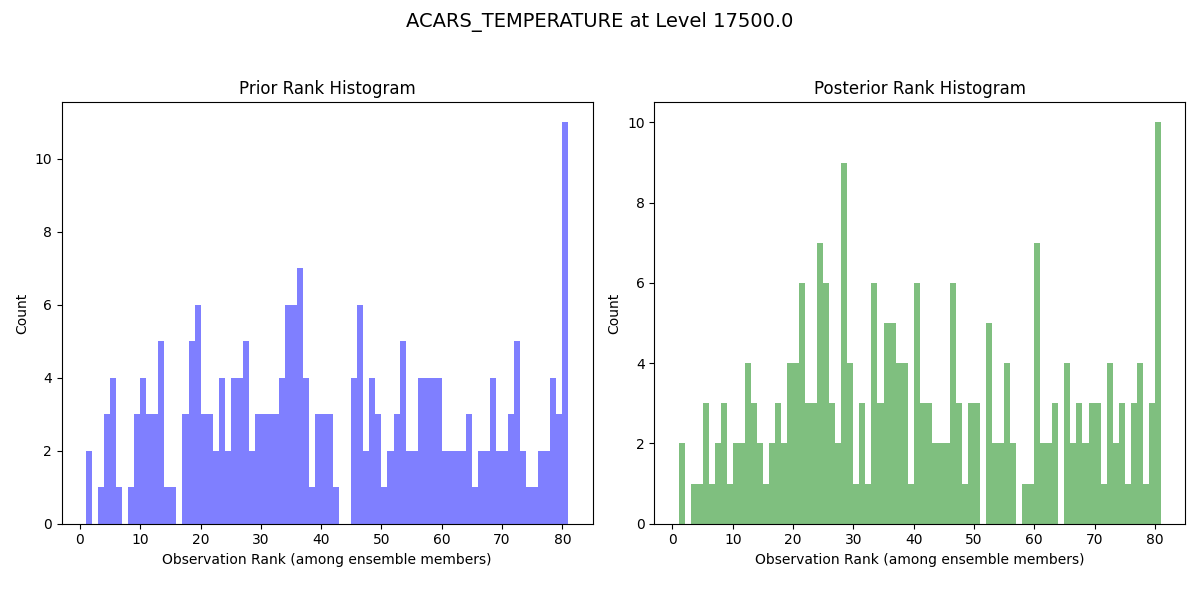 ACARS_TEMPERATURE at Level 17500.0
Prior Rank Histogram
Count
0
2
4
6
8
10
0 10 20 30 40 50 60 70 80
Observation Rank (among ensemble members)
Posterior Rank Histogram
Count
0
2
4
6
8
10
0 10 20 30 40 50 60 70 80
Observation Rank (among ensemble members)